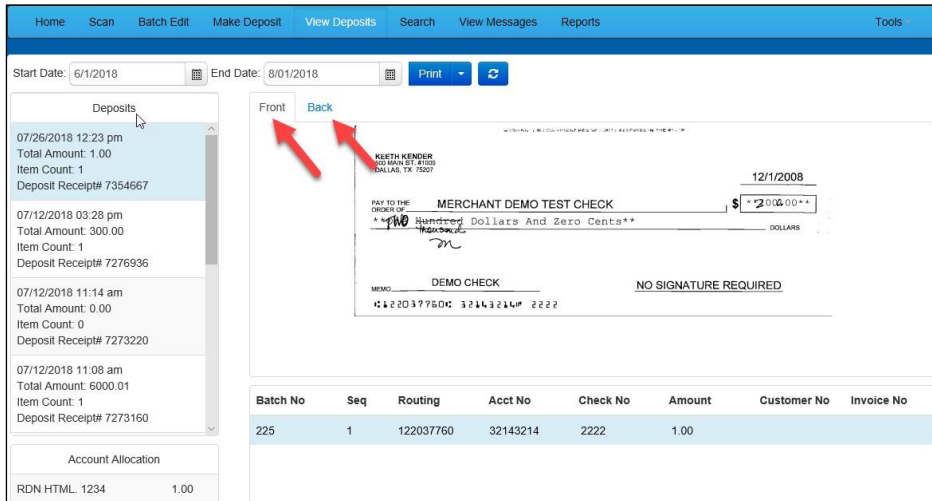 Home Scan Batch Edit Make Deposit View Deposits Search View Messages Reports Tools
Start Date: 6/1/2018 End Date: 8/01/2018 Print
Deposits
07/26/2018 12:23 pm
Total Amount: 1.00
Item Count: 1
Deposit Receipt# 7354667
07/12/2018 03:28 pm
Total Amount: 300.00
Item Count: 1
Deposit Receipt# 7276936
07/12/2018 11:14 am
Total Amount: 0.00
Item Count: 0
Deposit Receipt# 7273220
07/12/2018 11:08 am
Total Amount: 6000.01
Item Count: 1
Deposit Receipt# 7273160
Account Allocation
RDN HTML. 1234 1.00
Front Back
KEETH KENDER
500 MAIN ST. #1000
DALLAS, TX 75207
12/1/2008
PAY TO THE
ORDER OF MERCHANT DEMO TEST CHECK $
Hundred Dollars And Zero Cents**
thousand
DOLLARS
MEMO DEMO CHECK NO SIGNATURE REQUIRED
⑆122037760⑆ 32143214⑈ 2222
Batch No Seq Routing Acct No Check No Amount Customer No Invoice No
225 1 122037760 32143214 2222 1.00